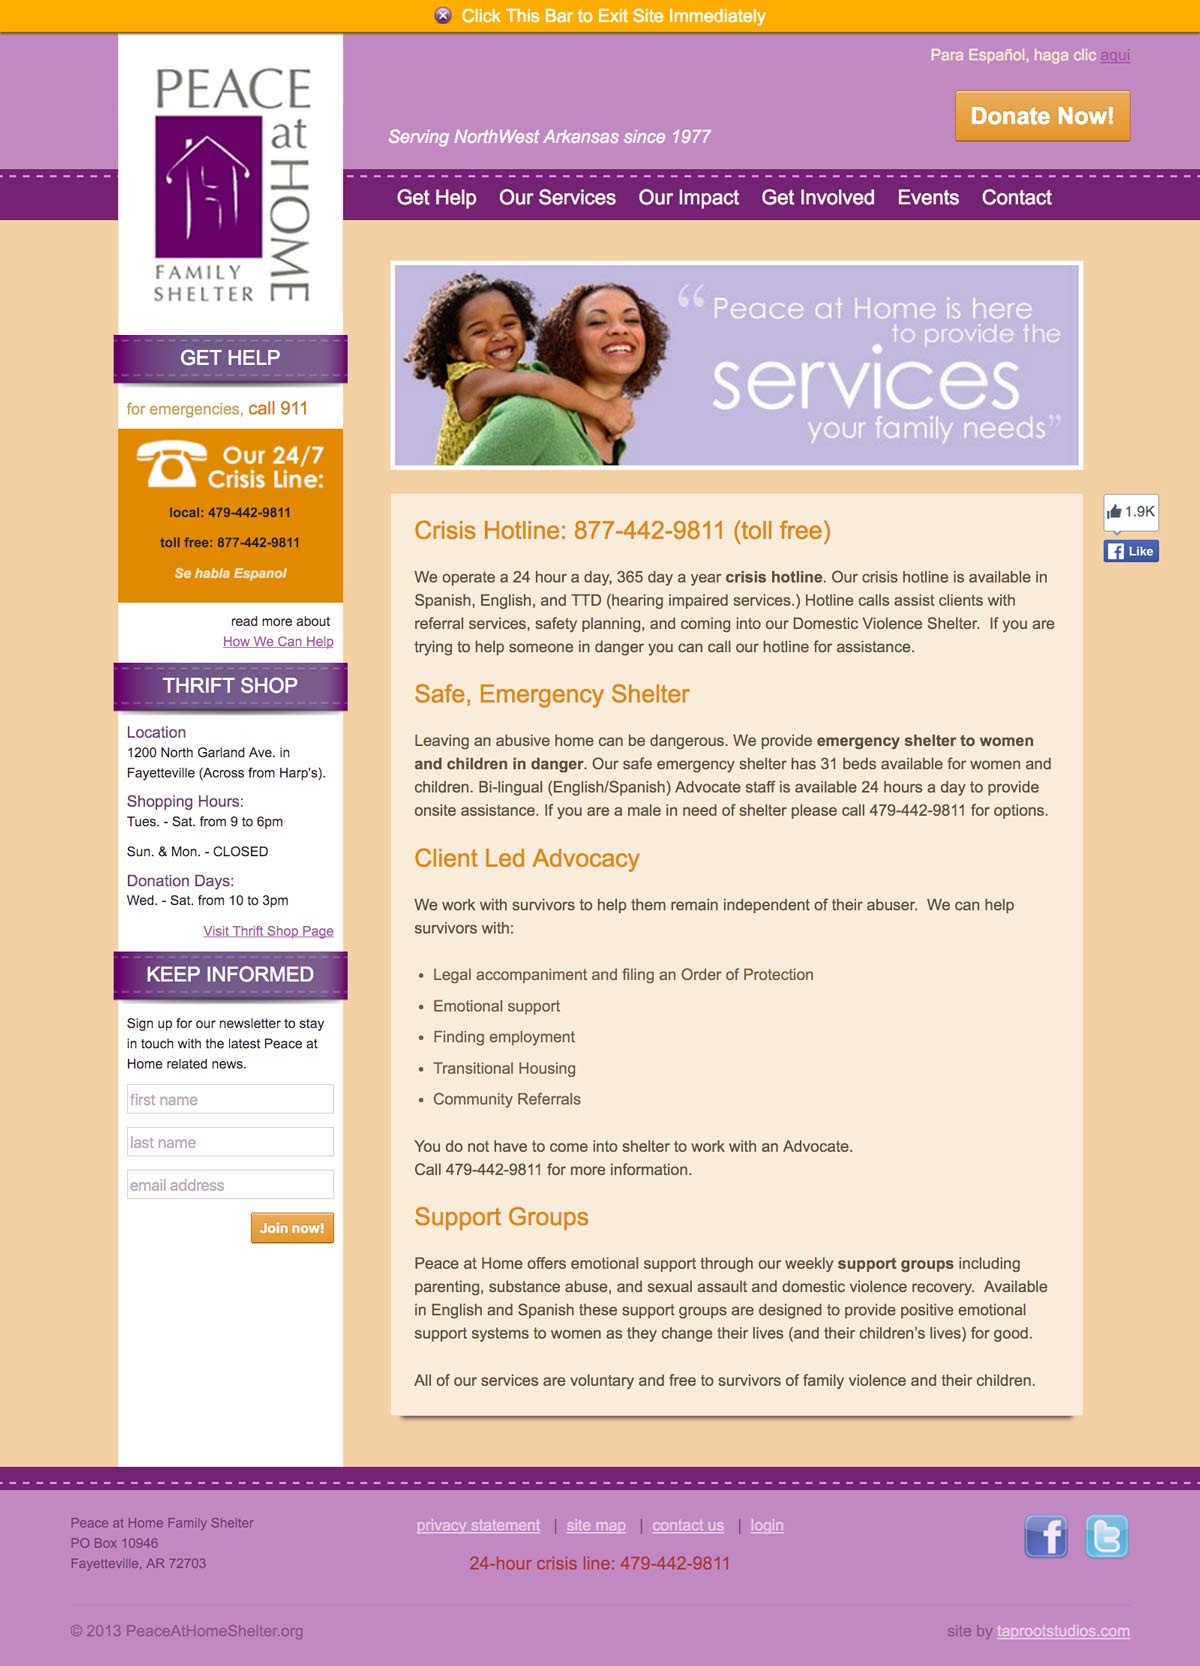 Click This Bar to Exit Site Immediately
Para Español, haga clic aqui
Donate Now!
PEACE
at
HOME
FAMILY
SHELTER
Serving NorthWest Arkansas since 1977
Get Help Our Services Our Impact Get Involved Events Contact
GET HELP
for emergencies, call 911
Our 24/7
Crisis Line:
local: 479-442-9811
toll free: 877-442-9811
Se habla Espanol
read more about
How We Can Help
THRIFT SHOP
Location
1200 North Garland Ave. in
Fayetteville (Across from Harp's).
Shopping Hours:
Tues. - Sat. from 9 to 6pm
Sun. & Mon. - CLOSED
Donation Days:
Wed. - Sat. from 10 to 3pm
Visit Thrift Shop Page
KEEP INFORMED
Sign up for our newsletter to stay
in touch with the latest Peace at
Home related news.
first name
last name
email address
Join now!
“Peace at Home is here
to provide the
services
your family needs”
1.9K
Like
Crisis Hotline: 877-442-9811 (toll free)
We operate a 24 hour a day, 365 day a year crisis hotline. Our crisis hotline is available in
Spanish, English, and TTD (hearing impaired services.) Hotline calls assist clients with
referral services, safety planning, and coming into our Domestic Violence Shelter. If you are
trying to help someone in danger you can call our hotline for assistance.
Safe, Emergency Shelter
Leaving an abusive home can be dangerous. We provide emergency shelter to women
and children in danger. Our safe emergency shelter has 31 beds available for women and
children. Bi-lingual (English/Spanish) Advocate staff is available 24 hours a day to provide
onsite assistance. If you are a male in need of shelter please call 479-442-9811 for options.
Client Led Advocacy
We work with survivors to help them remain independent of their abuser. We can help
survivors with:
• Legal accompaniment and filing an Order of Protection
• Emotional support
• Finding employment
• Transitional Housing
• Community Referrals
You do not have to come into shelter to work with an Advocate.
Call 479-442-9811 for more information.
Support Groups
Peace at Home offers emotional support through our weekly support groups including
parenting, substance abuse, and sexual assault and domestic violence recovery. Available
in English and Spanish these support groups are designed to provide positive emotional
support systems to women as they change their lives (and their children’s lives) for good.
All of our services are voluntary and free to survivors of family violence and their children.
Peace at Home Family Shelter
PO Box 10946
Fayetteville, AR 72703
privacy statement | site map | contact us | login
24-hour crisis line: 479-442-9811
© 2013 PeaceAtHomeShelter.org
site by taprootstudios.com